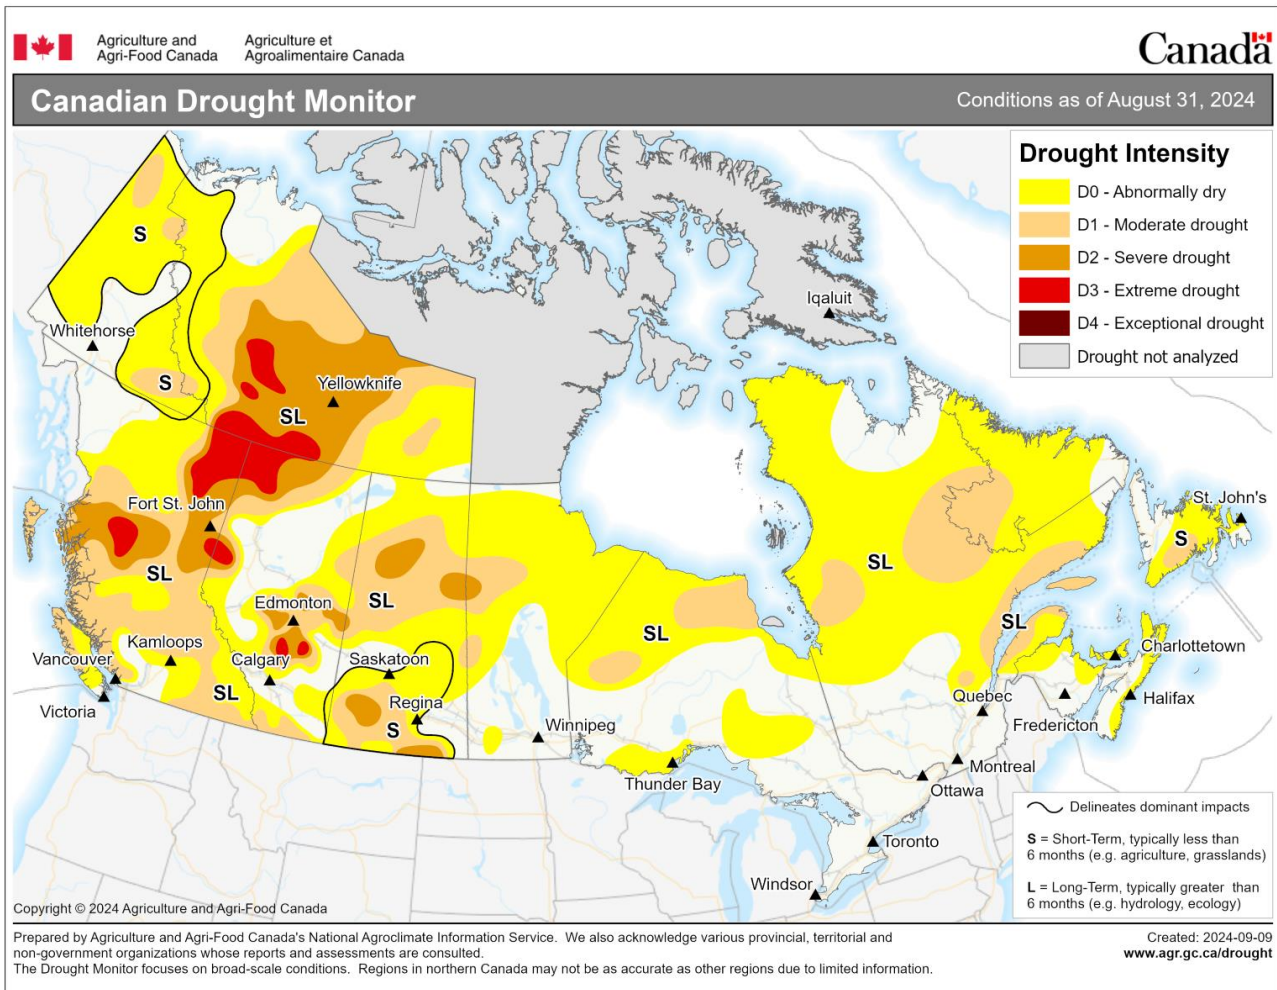 Agriculture and
Agri-Food Canada
Agriculture et
Agroalimentaire Canada
Canada
Canadian Drought Monitor
Conditions as of August 31, 2024
Drought Intensity
D0 - Abnormally dry
D1 - Moderate drought
D2 - Severe drought
D3 - Extreme drought
D4 - Exceptional drought
Drought not analyzed
S
Iqaluit
Whitehorse
S
Yellowknife
SL
Fort St. John
St. John's
S
SL
SL
Edmonton
SL
SL
SL
Kamloops
Charlottetown
Vancouver
Calgary
Saskatoon
SL
Quebec
Halifax
Victoria
Regina
S
Winnipeg
Fredericton
Montreal
Thunder Bay
Ottawa
Toronto
Windsor
Delineates dominant impacts
S = Short-Term, typically less than
6 months (e.g. agriculture, grasslands)
L = Long-Term, typically greater than
6 months (e.g. hydrology, ecology)
Copyright © 2024 Agriculture and Agri-Food Canada
Prepared by Agriculture and Agri-Food Canada's National Agroclimate Information Service. We also acknowledge various provincial, territorial and
non-government organizations whose reports and assessments are consulted.
The Drought Monitor focuses on broad-scale conditions. Regions in northern Canada may not be as accurate as other regions due to limited information.
Created: 2024-09-09
www.agr.gc.ca/drought